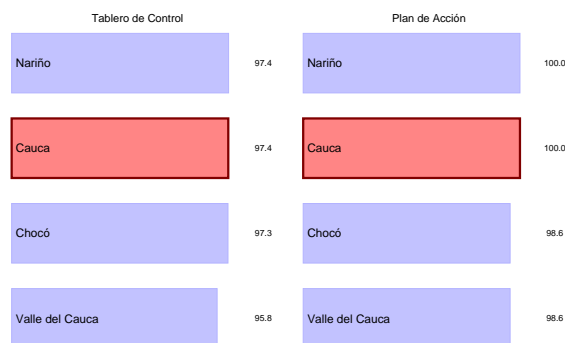 Tablero de Control Plan de Acción
Nariño 97.4 Nariño 100.0
Cauca 97.4 Cauca 100.0
Chocó 97.3 Chocó 98.6
Valle del Cauca 95.8 Valle del Cauca 98.6